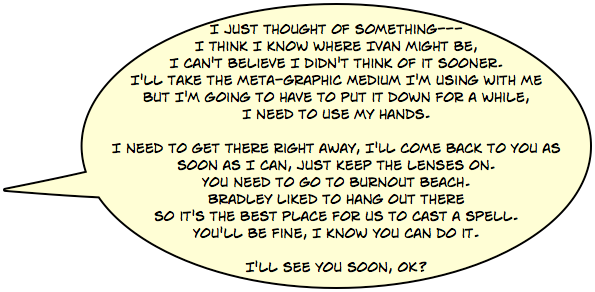 I JUST THOUGHT OF SOMETHING---
I THINK I KNOW WHERE IVAN MIGHT BE,
I CAN'T BELIEVE I DIDN'T THINK OF IT SOONER.
I'LL TAKE THE META-GRAPHIC MEDIUM I'M USING WITH ME
BUT I'M GOING TO HAVE TO PUT IT DOWN FOR A WHILE,
I NEED TO USE MY HANDS.
I NEED TO GET THERE RIGHT AWAY, I'LL COME BACK TO YOU AS
SOON AS I CAN, JUST KEEP THE LENSES ON.
YOU NEED TO GO TO BURNOUT BEACH.
BRADLEY LIKED TO HANG OUT THERE
SO IT'S THE BEST PLACE FOR US TO CAST A SPELL.
YOU'LL BE FINE, I KNOW YOU CAN DO IT.
I'LL SEE YOU SOON, OK?